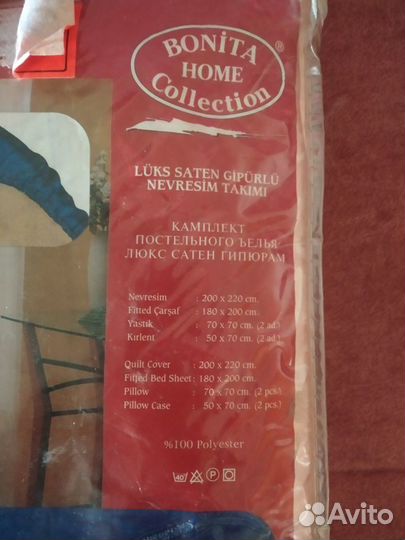 BONİTA ®
HOME
Collection
LÜKS SATEN GİPÜRLÜ
NEVRESİM TAKIMI
КАМПЛЕКТ
ПОСТЕЛЬНОГО ЪЕЛЬЯ
ЛЮКС САТЕН ГИПЮРАМ
Nevresim : 200 x 220 cm.
Fitted Çarşaf : 180 x 200 cm.
Yastık : 70 x 70 cm. (2 ad.)
Kırlent : 50 x 70 cm. (2 ad.)
Quilt Cover : 200 x 220 cm.
Fitted Bed Sheet : 180 x 200 cm.
Pillow : 70 x 70 cm. (2 pcs.)
Pillow Case : 50 x 70 cm. (2 pcs.)
%100 Polyester
40° P
Avito